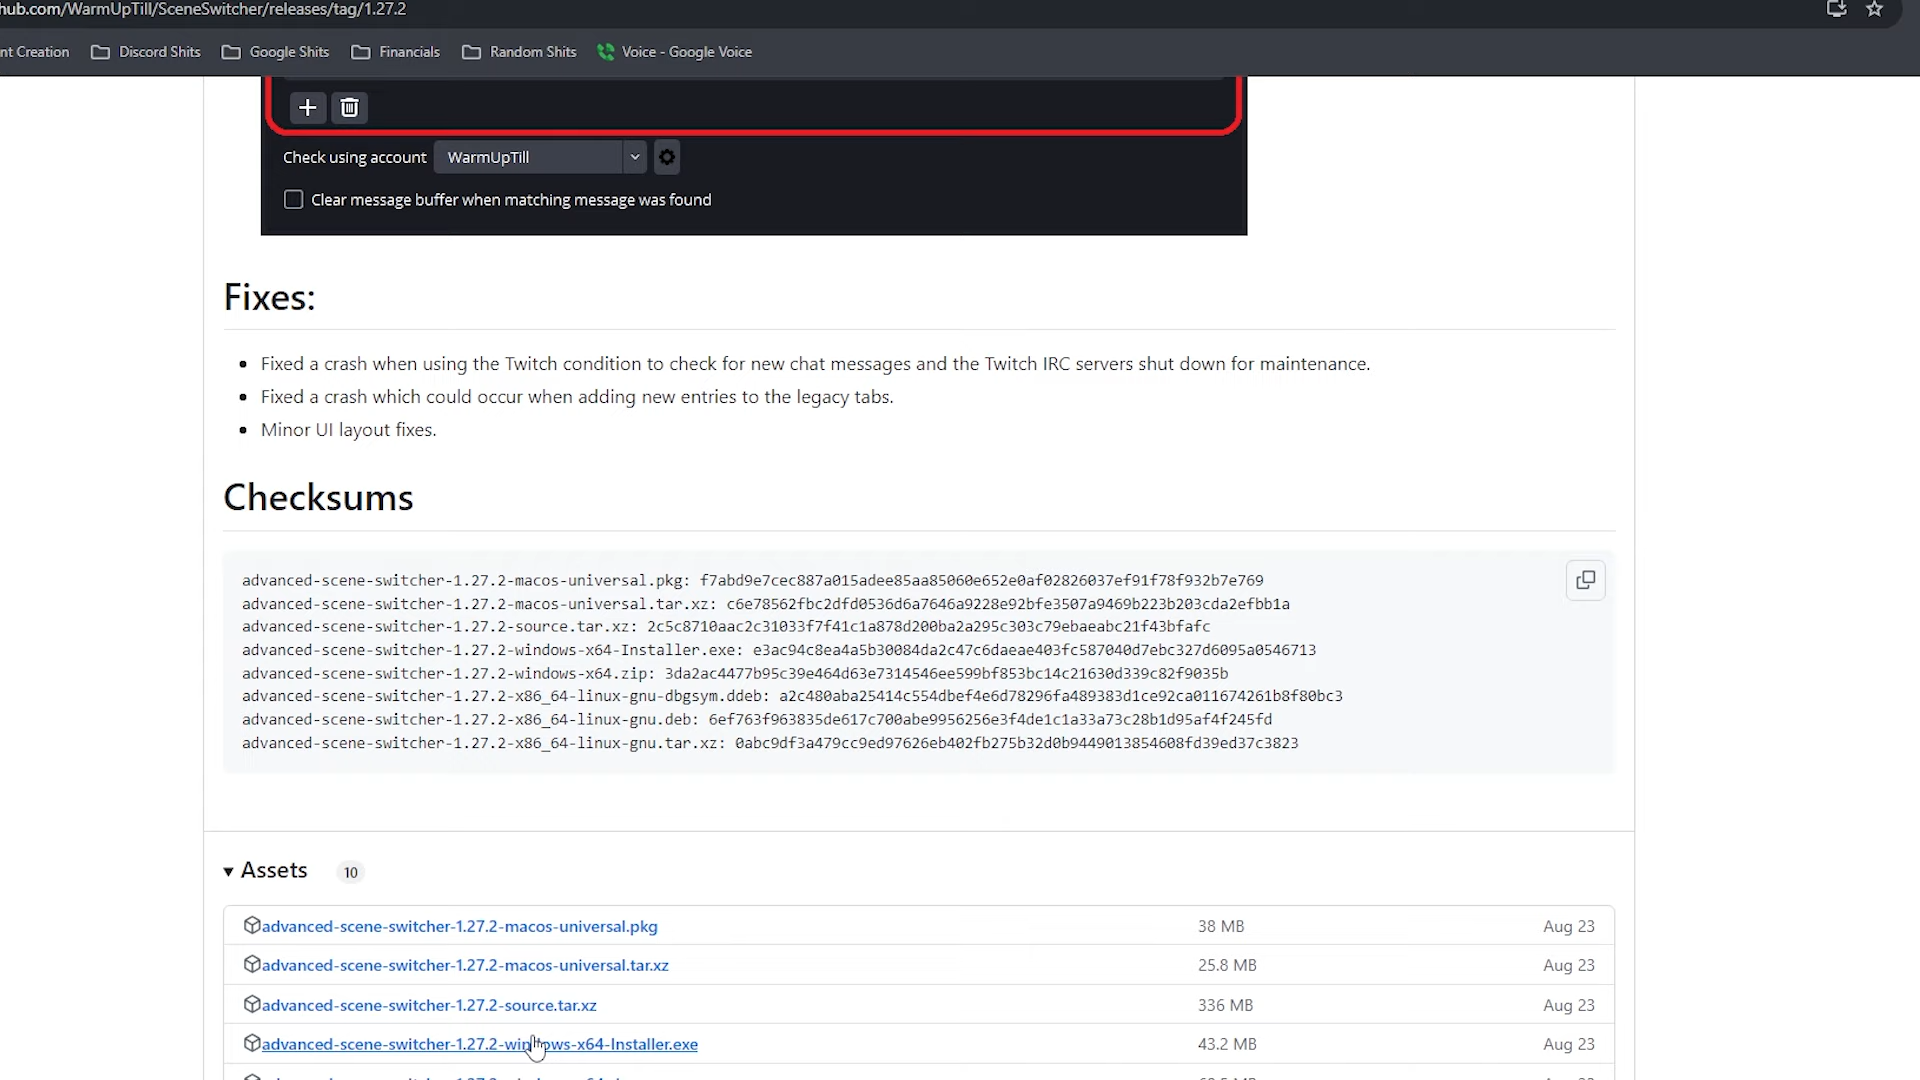 hub.com/WarmUpTill/SceneSwitcher/releases/tag/1.27.2
nt Creation Discord Shits Google Shits Financials Random Shits Voice - Google Voice
Check using account WarmUpTill
Clear message buffer when matching message was found
Fixes:
Fixed a crash when using the Twitch condition to check for new chat messages and the Twitch IRC servers shut down for maintenance.
Fixed a crash which could occur when adding new entries to the legacy tabs.
Minor UI layout fixes.
Checksums
advanced-scene-switcher-1.27.2-macos-universal.pkg: f7abd9e7cec887a015adee85aa85060e652e0af02826037ef91f78f932b7e769
advanced-scene-switcher-1.27.2-macos-universal.tar.xz: c6e78562fbc2dfd0536d6a7646a9228e92bfe3507a9469b223b203cda2efbb1a
advanced-scene-switcher-1.27.2-source.tar.xz: 2c5c8710aac2c31033f7f41c1a878d200ba2a295c303c79ebaeabc21f43bfafc
advanced-scene-switcher-1.27.2-windows-x64-Installer.exe: e3ac94c8ea4a5b30084da2c47c6daeae403fc587040d7ebc327d6095a0546713
advanced-scene-switcher-1.27.2-windows-x64.zip: 3da2ac4477b95c39e464d63e7314546ee599bf853bc14c21630d339c82f9035b
advanced-scene-switcher-1.27.2-x86_64-linux-gnu-dbgsym.ddeb: a2c480aba25414c554dbef4e6d78296fa489383d1ce92ca011674261b8f80bc3
advanced-scene-switcher-1.27.2-x86_64-linux-gnu.deb: 6ef763f963835de617c700abe9956256e3f4de1c1a33a73c28b1d95af4f245fd
advanced-scene-switcher-1.27.2-x86_64-linux-gnu.tar.xz: 0abc9df3a479cc9ed97626eb402fb275b32d0b9449013854608fd39ed37c3823
Assets 10
advanced-scene-switcher-1.27.2-macos-universal.pkg 38 MB Aug 23
advanced-scene-switcher-1.27.2-macos-universal.tar.xz 25.8 MB Aug 23
advanced-scene-switcher-1.27.2-source.tar.xz 336 MB Aug 23
advanced-scene-switcher-1.27.2-windows-x64-Installer.exe 43.2 MB Aug 23